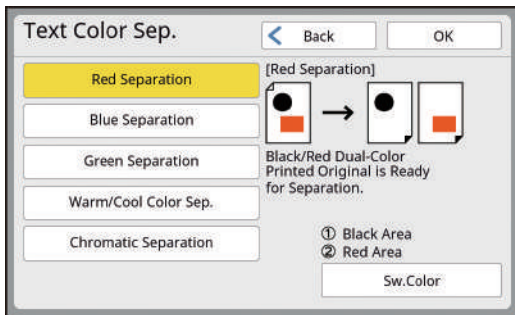 Text Color Sep.
Back
OK
Red Separation
Blue Separation
Green Separation
Warm/Cool Color Sep.
Chromatic Separation
[Red Separation]
Black/Red Dual-Color
Printed Original is Ready
for Separation.
① Black Area
② Red Area
Sw.Color